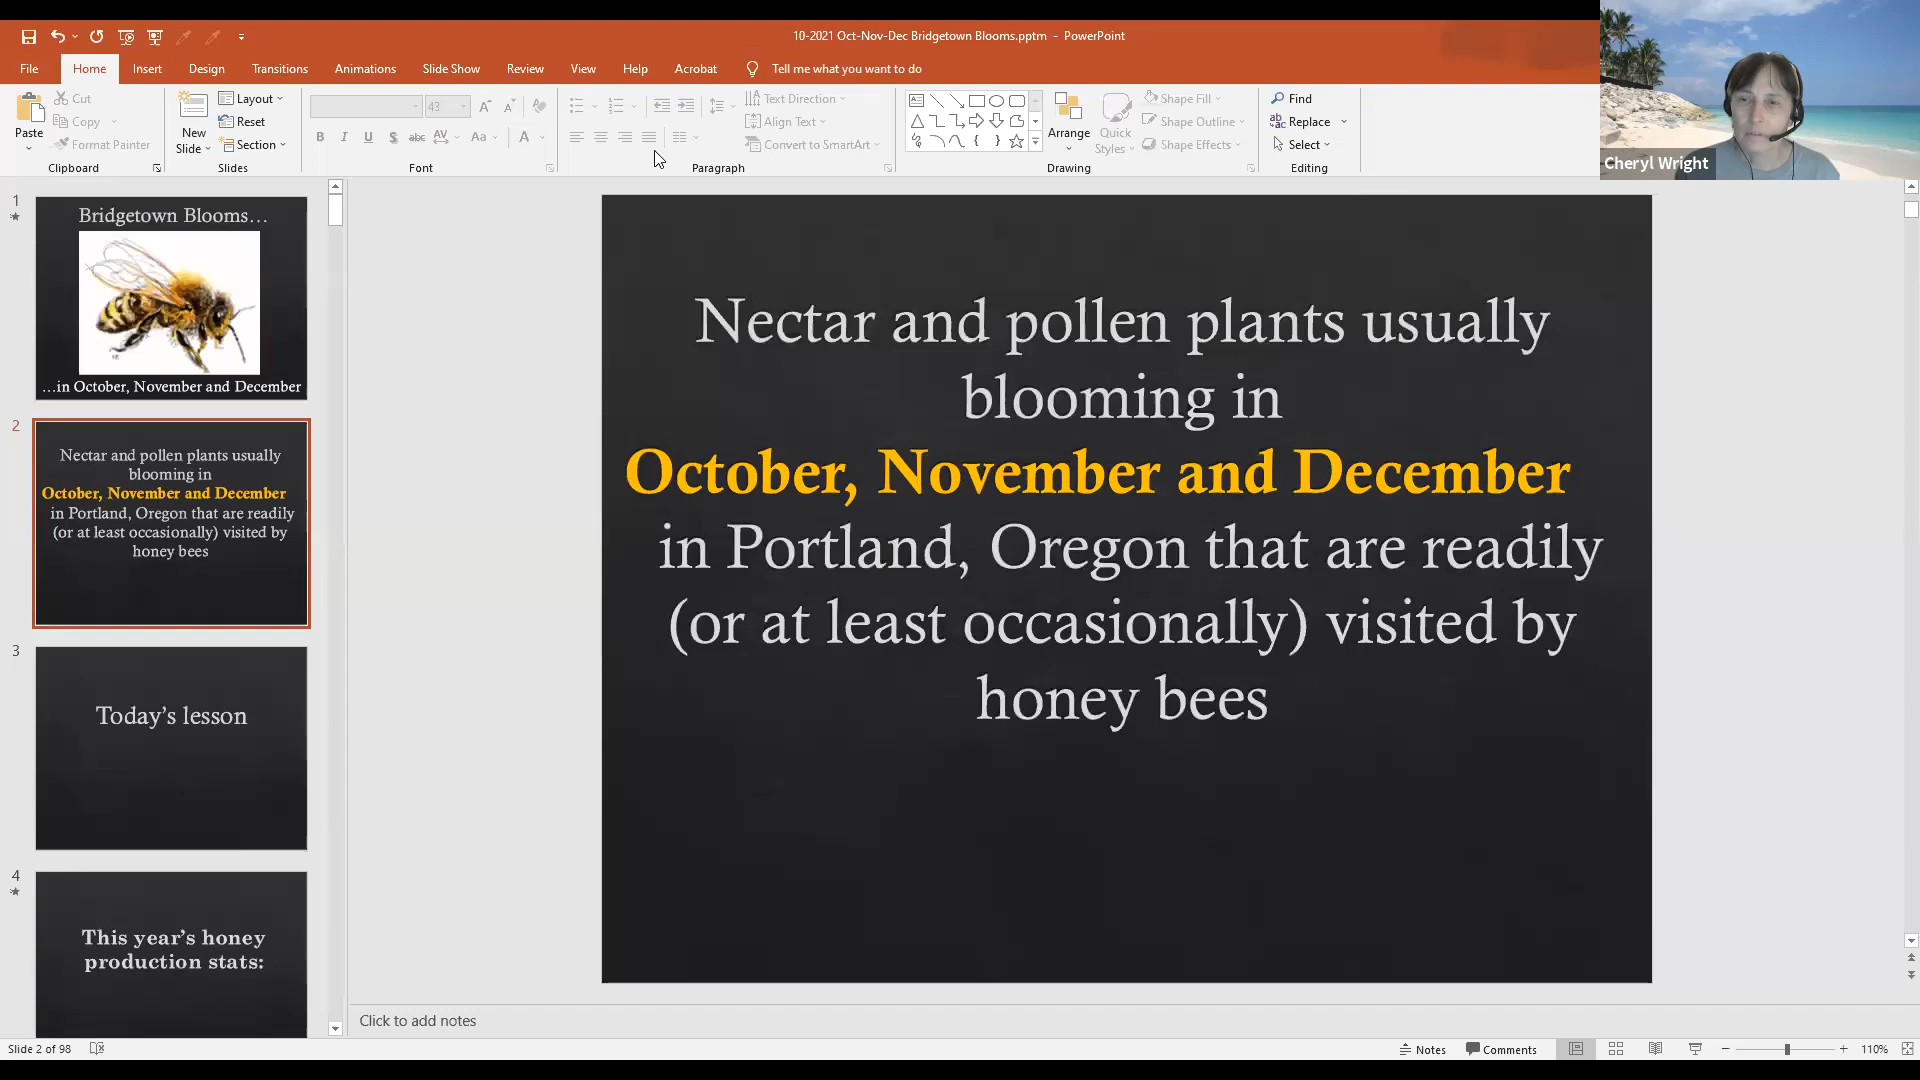 10-2021 Oct-Nov-Dec Bridgetown Blooms.pptm - PowerPoint
File Home Insert Design Transitions Animations Slide Show Review View Help Acrobat Tell me what you want to do
Paste
Cut
Copy
Format Painter
Clipboard
New Slide
Layout
Reset
Section
Slides
43
Font
Text Direction
Align Text
Convert to SmartArt
Paragraph
Arrange
Quick Styles
Shape Fill
Shape Outline
Shape Effects
Drawing
Find
Replace
Select
Editing
Cheryl Wright
1
Bridgetown Blooms…
…in October, November and December
2
Nectar and pollen plants usually
blooming in
October, November and December
in Portland, Oregon that are readily
(or at least occasionally) visited by
honey bees
3
Today's lesson
4
This year's honey
production stats:
Nectar and pollen plants usually
blooming in
October, November and December
in Portland, Oregon that are readily
(or at least occasionally) visited by
honey bees
Click to add notes
Slide 2 of 98
Notes Comments 110%